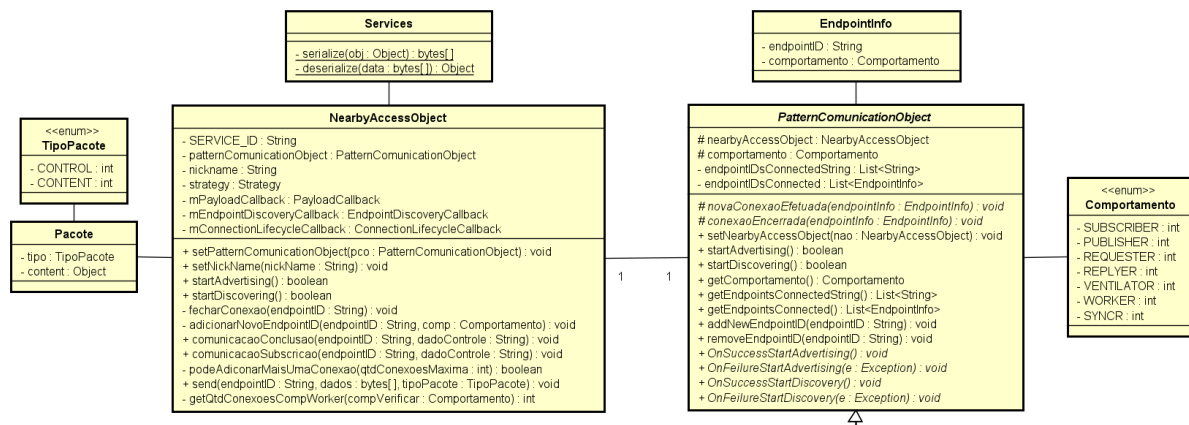 Services
- serialize(obj : Object) : bytes[]
- deserialize(data : bytes[]) : Object
EndpointInfo
- endpointID : String
- comportamento : Comportamento
<<enum>>
TipoPacote
- CONTROL : int
- CONTENT : int
Pacote
- tipo : TipoPacote
- content : Object
NearbyAccessObject
- SERVICE_ID : String
- patternComunicationObject : PatternComunicationObject
- nickname : String
- strategy : Strategy
- mPayloadCallback : PayloadCallback
- mEndpointDiscoveryCallback : EndpointDiscoveryCallback
- mConnectionLifecycleCallback : ConnectionLifecycleCallback
+ setPatternComunicationObject(pco : PatternComunicationObject) : void
+ setNickName(nickName : String) : void
+ startAdvertising() : boolean
+ startDiscovering() : boolean
- fecharConexao(endpointID : String) : void
- adicionarNovoEndpointID(endpointID : String, comp : Comportamento) : void
+ comunicacaoConclusao(endpointID : String, dadoControle : String) : void
+ comunicacaoSubscricao(endpointID : String, dadoControle : String) : void
- podeAdiconarMaisUmaConexao(qtdConexoesMaxima : int) : boolean
+ send(endpointID : String, dados : bytes[], tipoPacote : TipoPacote) : void
- getQtdConexoesCompWorker(compVerificar : Comportamento) : int
1
1
PatternComunicationObject
# nearbyAccessObject : NearbyAccessObject
# comportamento : Comportamento
- endpointIDsConnectedString : List<String>
- endpointIDsConnected : List<EndpointInfo>
# novaConexaoEfetuada(endpointInfo : EndpointInfo) : void
# conexaoEncerrada(endpointInfo : EndpointInfo) : void
+ setNearbyAccessObject(nao : NearbyAccessObject) : void
+ startAdvertising() : boolean
+ startDiscovering() : boolean
+ getComportamento() : Comportamento
+ getEndpointsConnectedString() : List<String>
+ getEndpointsConnected() : List<EndpointInfo>
+ addNewEndpointID(endpointID : String) : void
+ removeEndpointID(endpointID : String) : void
+ OnSuccessStartAdvertising() : void
+ OnFailureStartAdvertising(e : Exception) : void
+ OnSuccessStartDiscovery() : void
+ OnFailureStartDiscovery(e : Exception) : void
<<enum>>
Comportamento
- SUBSCRIBER : int
- PUBLISHER : int
- REQUESTER : int
- REPLYER : int
- VENTILATOR : int
- WORKER : int
- SYNCR : int